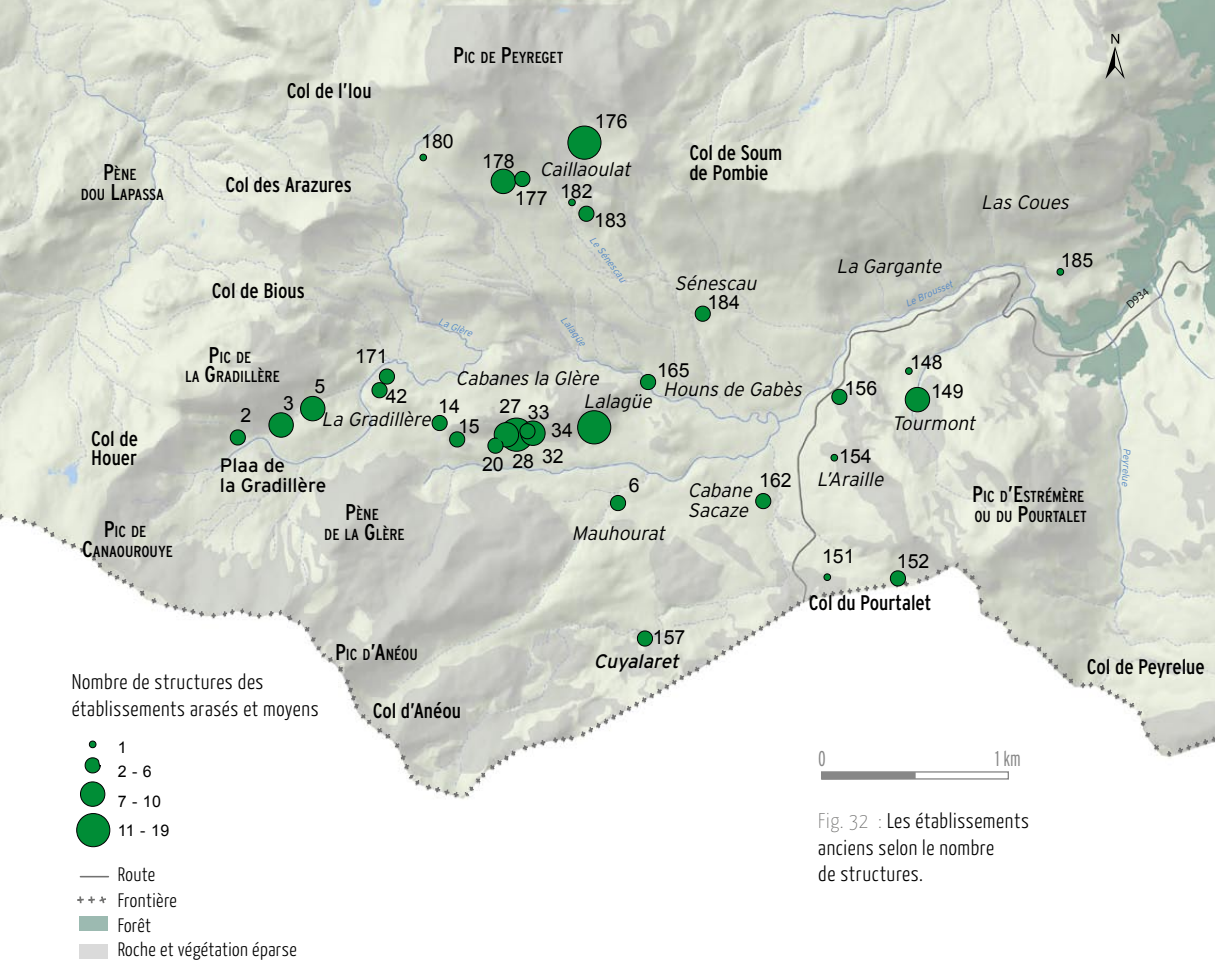 N
Pic de Peyreget
Col de l'Iou
176
180
178
Caillaoulat
Col de Soum
de Pombie
Pène
dou Lapassa
Col des Arazures
177
182
183
Las Coues
Le Sénescau
185
La Gargante
Sénescau
184
Col de Bious
Le Brousset
D934
La Glère
Lalagüe
Pic de
la Gradillère
171
42
165
148
149
156
Cabanes la Glère
Houns de Gabès
5
3
2
La Gradillère
14
15
27
33
Lalagüe
34
20
28
32
Tourmont
Col de
Houer
Plaa de
la Gradillère
154
L'Araille
Peyrelue
6
Cabane
Sacaze
162
Pic d'Estrémère
ou du Pourtalet
Pène
de la Glère
Mauhourat
Pic de
Canaourouye
151
152
Col du Pourtalet
157
Cuyalaret
Pic d'Anéou
Col de Peyrelue
Col d'Anéou
Nombre de structures des
établissements arasés et moyens
1
2 - 6
7 - 10
11 - 19
Route
Frontière
Forêt
Roche et végétation éparse
0 1 km
Fig. 32 : Les établissements
anciens selon le nombre
de structures.